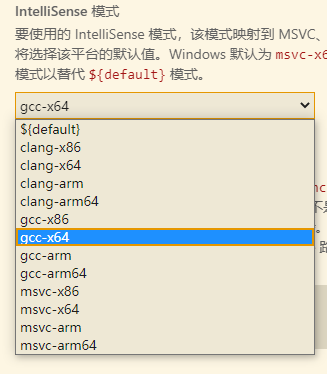 IntelliSense 模式
要使用的 IntelliSense 模式，该模式映射到 MSVC、
将选择该平台的默认值。Windows 默认为 msvc-x6
模式以替代 ${default} 模式。
gcc-x64
${default}
clang-x86
clang-x64
clang-arm
clang-arm64
gcc-x86
gcc-x64
gcc-arm
gcc-arm64
msvc-x86
msvc-x64
msvc-arm
msvc-arm64